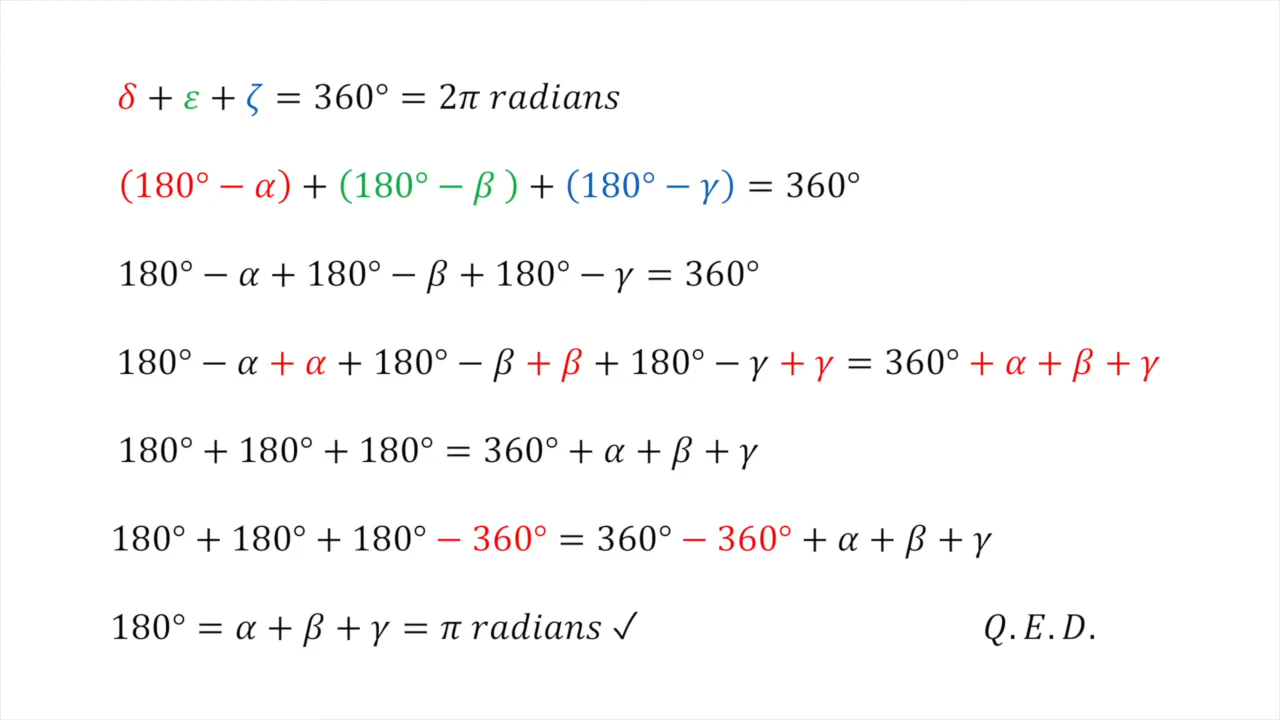 δ + ε + ζ = 360° = 2π radians
(180° − α) + (180° − β ) + (180° − γ) = 360°
180° − α + 180° − β + 180° − γ = 360°
180° − α + α + 180° − β + β + 180° − γ + γ = 360° + α + β + γ
180° + 180° + 180° = 360° + α + β + γ
180° + 180° + 180° − 360° = 360° − 360° + α + β + γ
180° = α + β + γ = π radians ✓ Q.E.D.